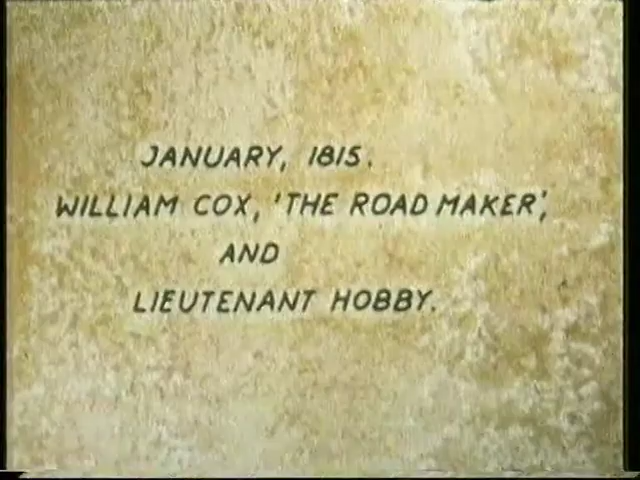 JANUARY, 1815.
WILLIAM COX, 'THE ROAD MAKER',
AND
LIEUTENANT HOBBY.